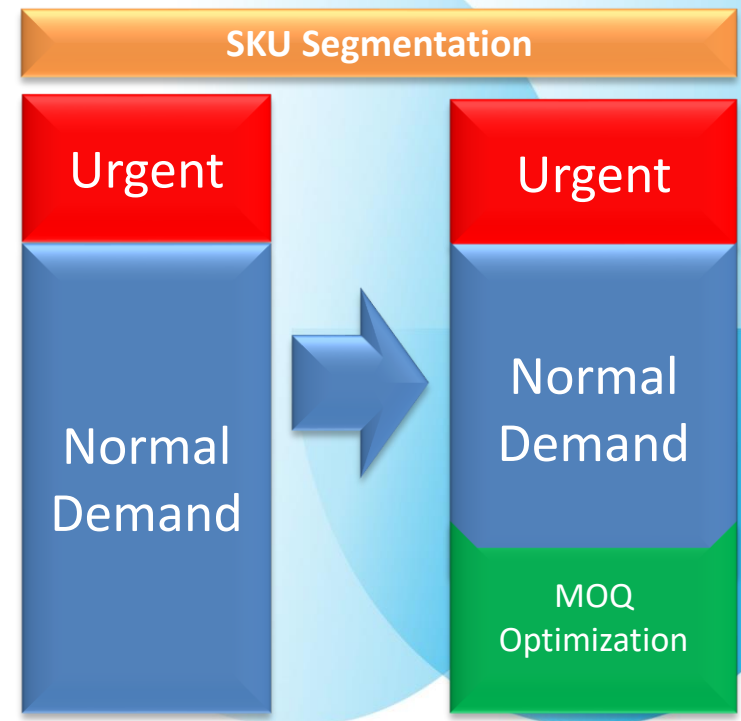 SKU Segmentation
Urgent
Normal
Demand
Urgent
Normal
Demand
MOQ
Optimization